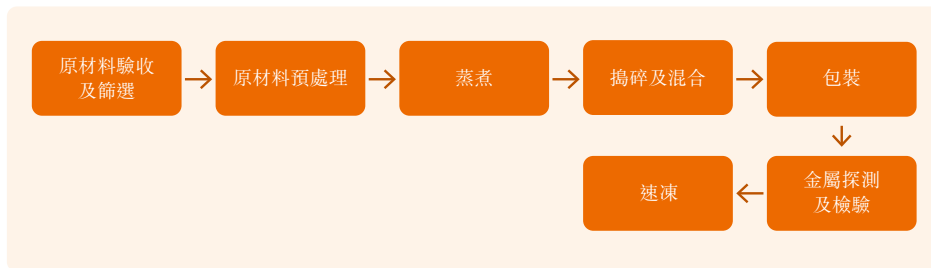 原材料驗收
及篩選
原材料預處理
蒸煮
搗碎及混合
包裝
金屬探測
及檢驗
速凍